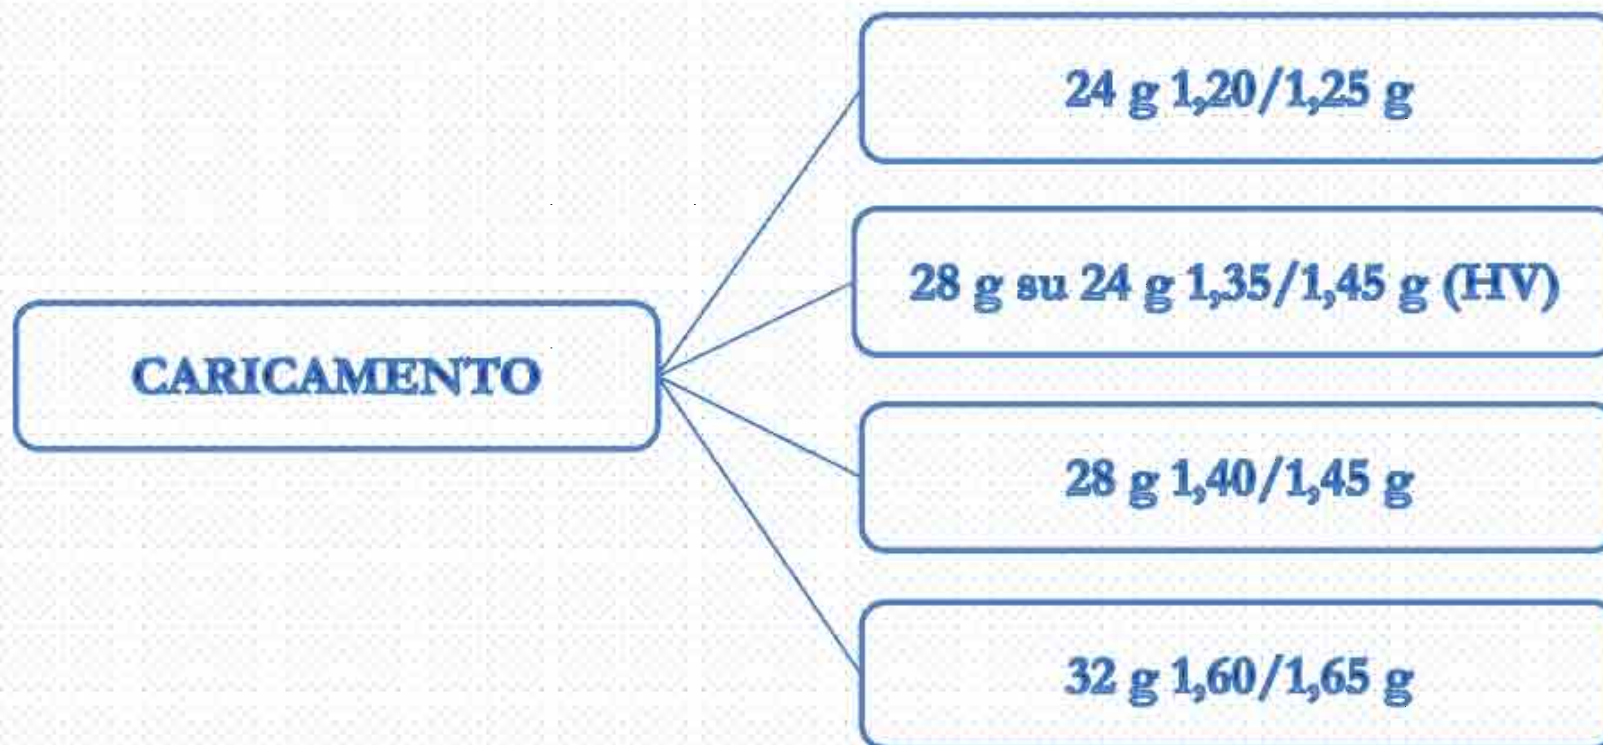 CARICAMENTO
24 g 1,20/1,25 g
28 g su 24 g 1,35/1,45 g (HV)
28 g 1,40/1,45 g
32 g 1,60/1,65 g